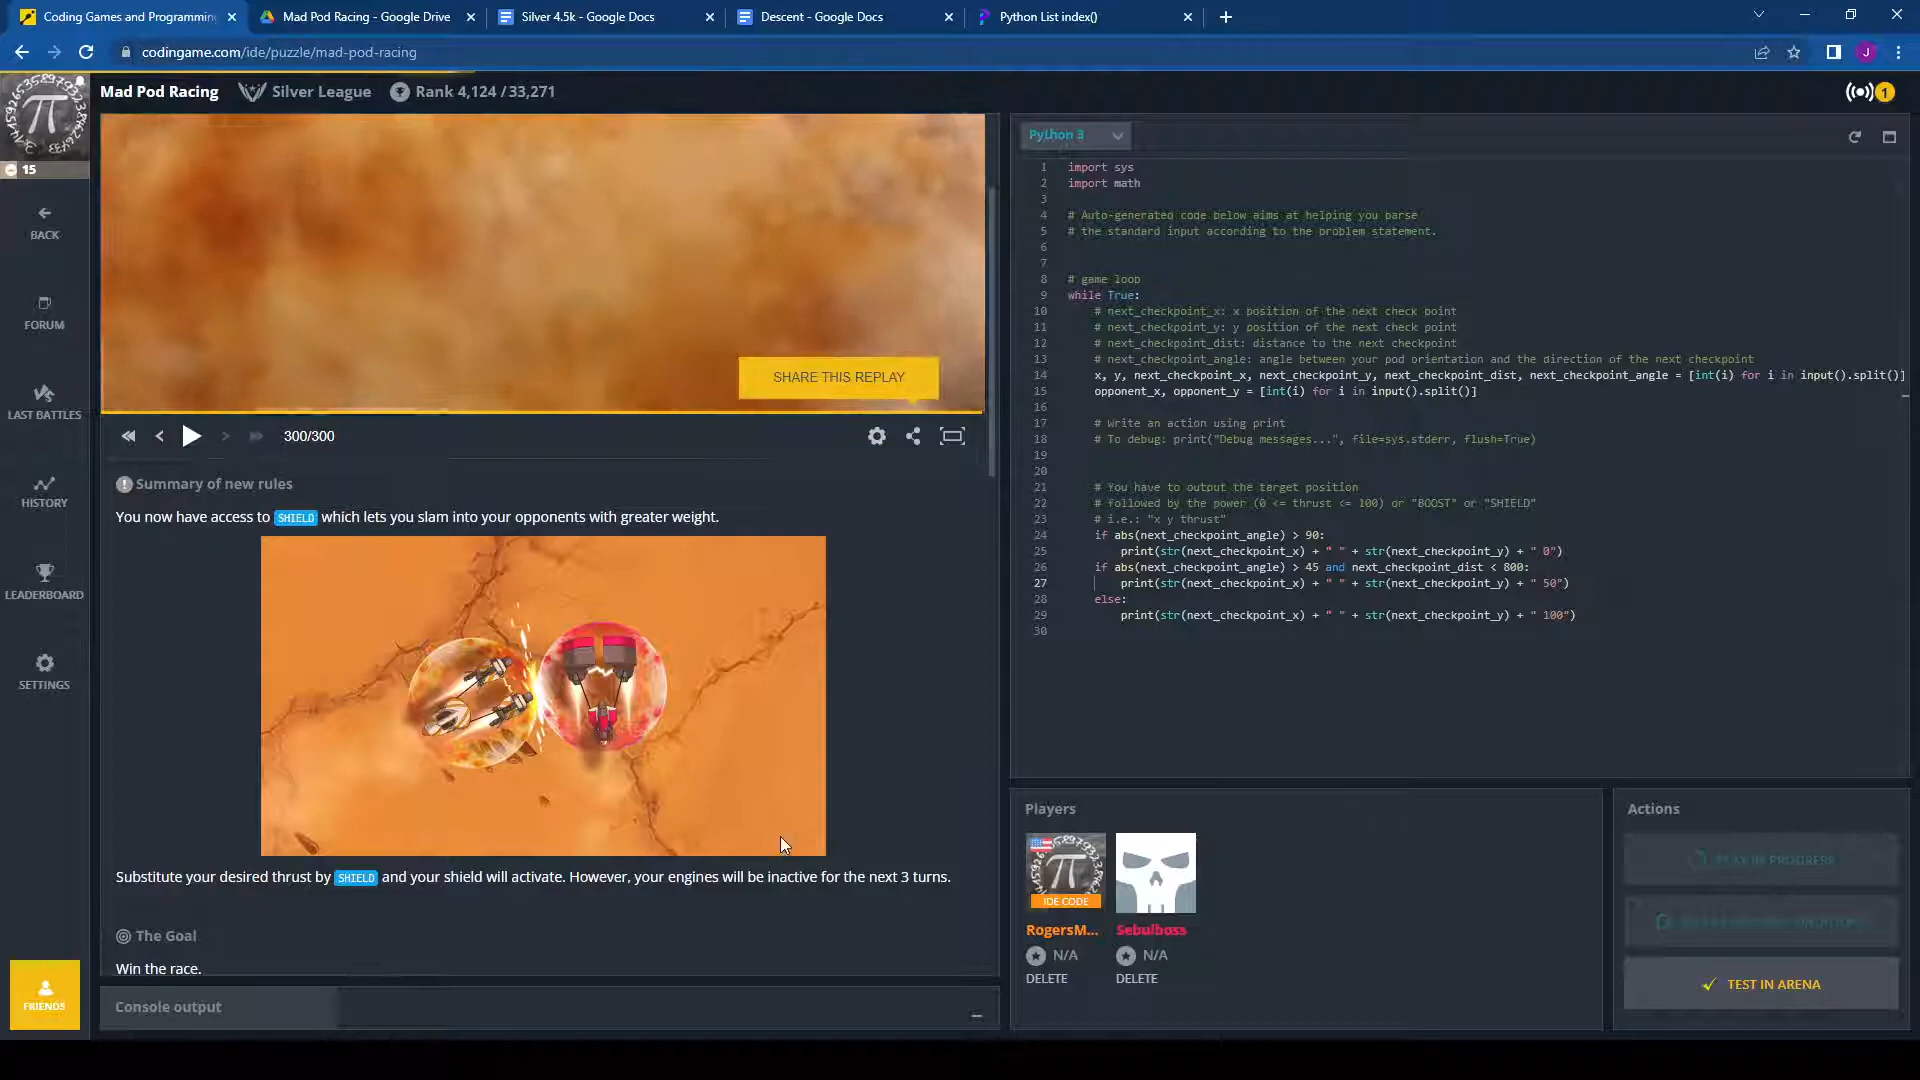 Coding Games and Programmin
Mad Pod Racing - Google Drive
Silver 4.5k - Google Docs
Descent - Google Docs
Python List index()
codingame.com/ide/puzzle/mad-pod-racing
J
Mad Pod Racing
Silver League
Rank 4,124 / 33,271
1
15
BACK
FORUM
LAST BATTLES
HISTORY
LEADERBOARD
SETTINGS
FRIENDS
SHARE THIS REPLAY
300/300
Summary of new rules
You now have access to SHIELD which lets you slam into your opponents with greater weight.
Substitute your desired thrust by SHIELD and your shield will activate. However, your engines will be inactive for the next 3 turns.
The Goal
Win the race.
Console output
Python 3
1 import sys
2 import math
3
4 # Auto-generated code below aims at helping you parse
5 # the standard input according to the problem statement.
6
7
8 # game loop
9 while True:
10 # next_checkpoint_x: x position of the next check point
11 # next_checkpoint_y: y position of the next check point
12 # next_checkpoint_dist: distance to the next checkpoint
13 # next_checkpoint_angle: angle between your pod orientation and the direction of the next checkpoint
14 x, y, next_checkpoint_x, next_checkpoint_y, next_checkpoint_dist, next_checkpoint_angle = [int(i) for i in input().split()]
15 opponent_x, opponent_y = [int(i) for i in input().split()]
16
17 # Write an action using print
18 # To debug: print("Debug messages...", file=sys.stderr, flush=True)
19
20
21 # You have to output the target position
22 # followed by the power (0 <= thrust <= 100) or "BOOST" or "SHIELD"
23 # i.e.: "x y thrust"
24 if abs(next_checkpoint_angle) > 90:
25 print(str(next_checkpoint_x) + " " + str(next_checkpoint_y) + " 0")
26 if abs(next_checkpoint_angle) > 45 and next_checkpoint_dist < 800:
27 print(str(next_checkpoint_x) + " " + str(next_checkpoint_y) + " 50")
28 else:
29 print(str(next_checkpoint_x) + " " + str(next_checkpoint_y) + " 100")
30
Players
IDE CODE
RogersM...
N/A
DELETE
Sebulboss
N/A
DELETE
Actions
PLAY IN PROGRESS
TEST IN ARENA